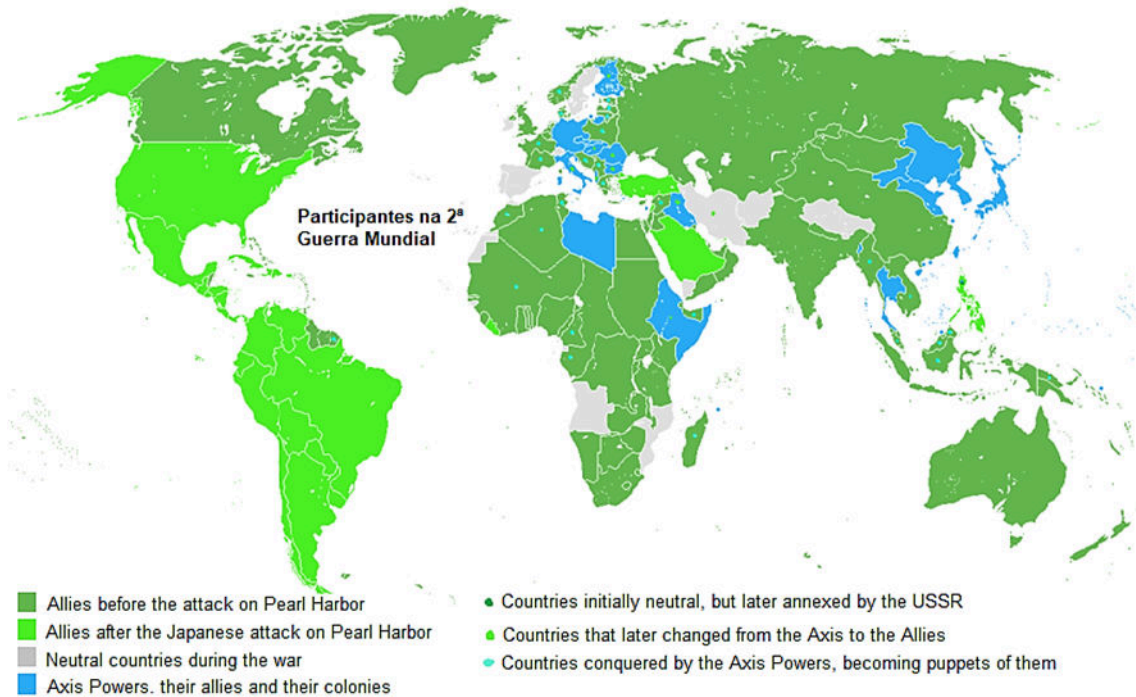 Participantes na 2ª
Guerra Mundial
Allies before the attack on Pearl Harbor
Allies after the Japanese attack on Pearl Harbor
Neutral countries during the war
Axis Powers. their allies and their colonies
Countries initially neutral, but later annexed by the USSR
Countries that later changed from the Axis to the Allies
Countries conquered by the Axis Powers, becoming puppets of them